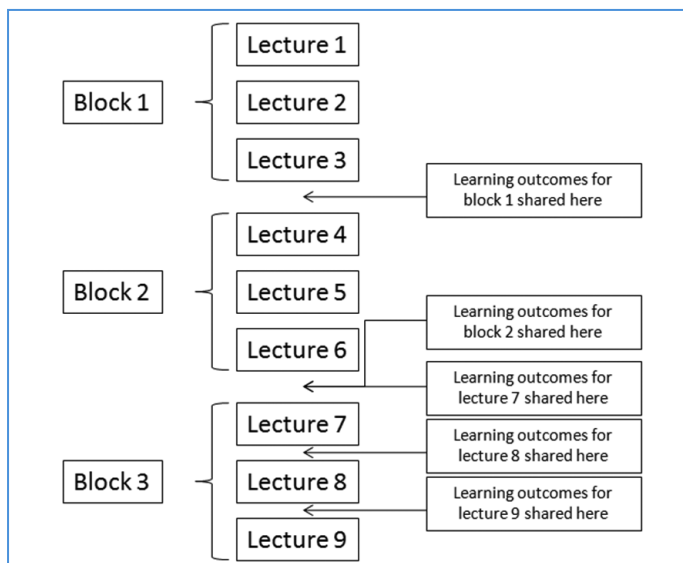 Lecture 1
Block 1
Lecture 2
Lecture 3
Learning outcomes for
block 1 shared here
Lecture 4
Block 2
Lecture 5
Learning outcomes for
block 2 shared here
Lecture 6
Learning outcomes for
lecture 7 shared here
Lecture 7
Learning outcomes for
lecture 8 shared here
Block 3
Lecture 8
Learning outcomes for
lecture 9 shared here
Lecture 9